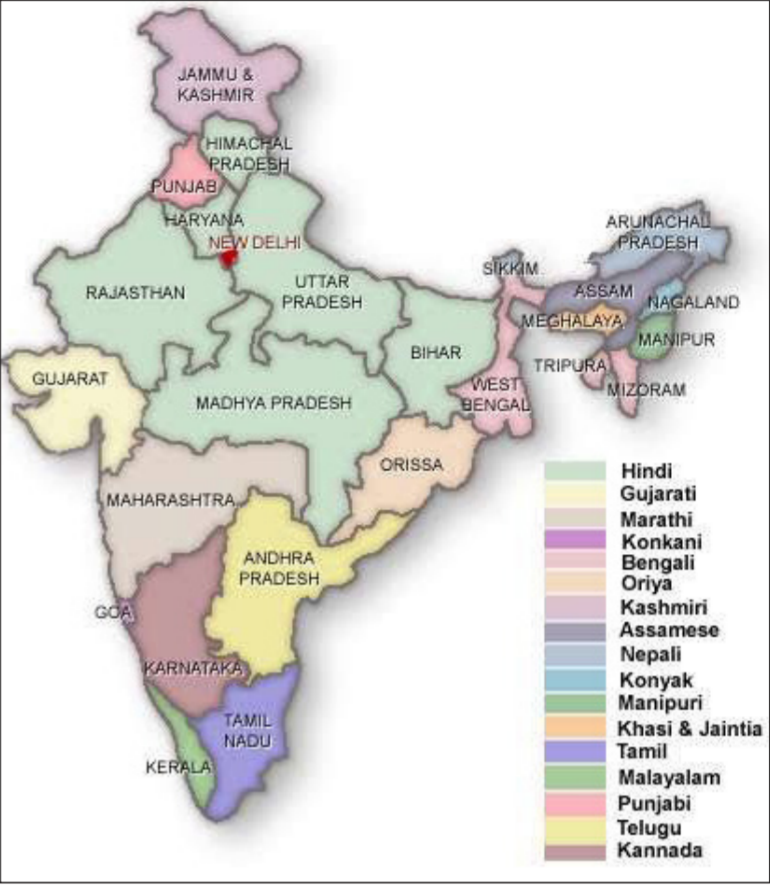 JAMMU &
KASHMIR
HIMACHAL
PRADESH
PUNJAB
HARYANA
NEW DELHI
RAJASTHAN
UTTAR
PRADESH
SIKKIM
ARUNACHAL
PRADESH
ASSAM
NAGALAND
MEGHALAYA
MANIPUR
BIHAR
TRIPURA
MIZORAM
GUJARAT
WEST
BENGAL
MADHYA PRADESH
ORISSA
MAHARASHTRA
ANDHRA
PRADESH
GOA
KARNATAKA
TAMIL
NADU
KERALA
Hindi
Gujarati
Marathi
Konkani
Bengali
Oriya
Kashmiri
Assamese
Nepali
Konyak
Manipuri
Khasi & Jaintia
Tamil
Malayalam
Punjabi
Telugu
Kannada